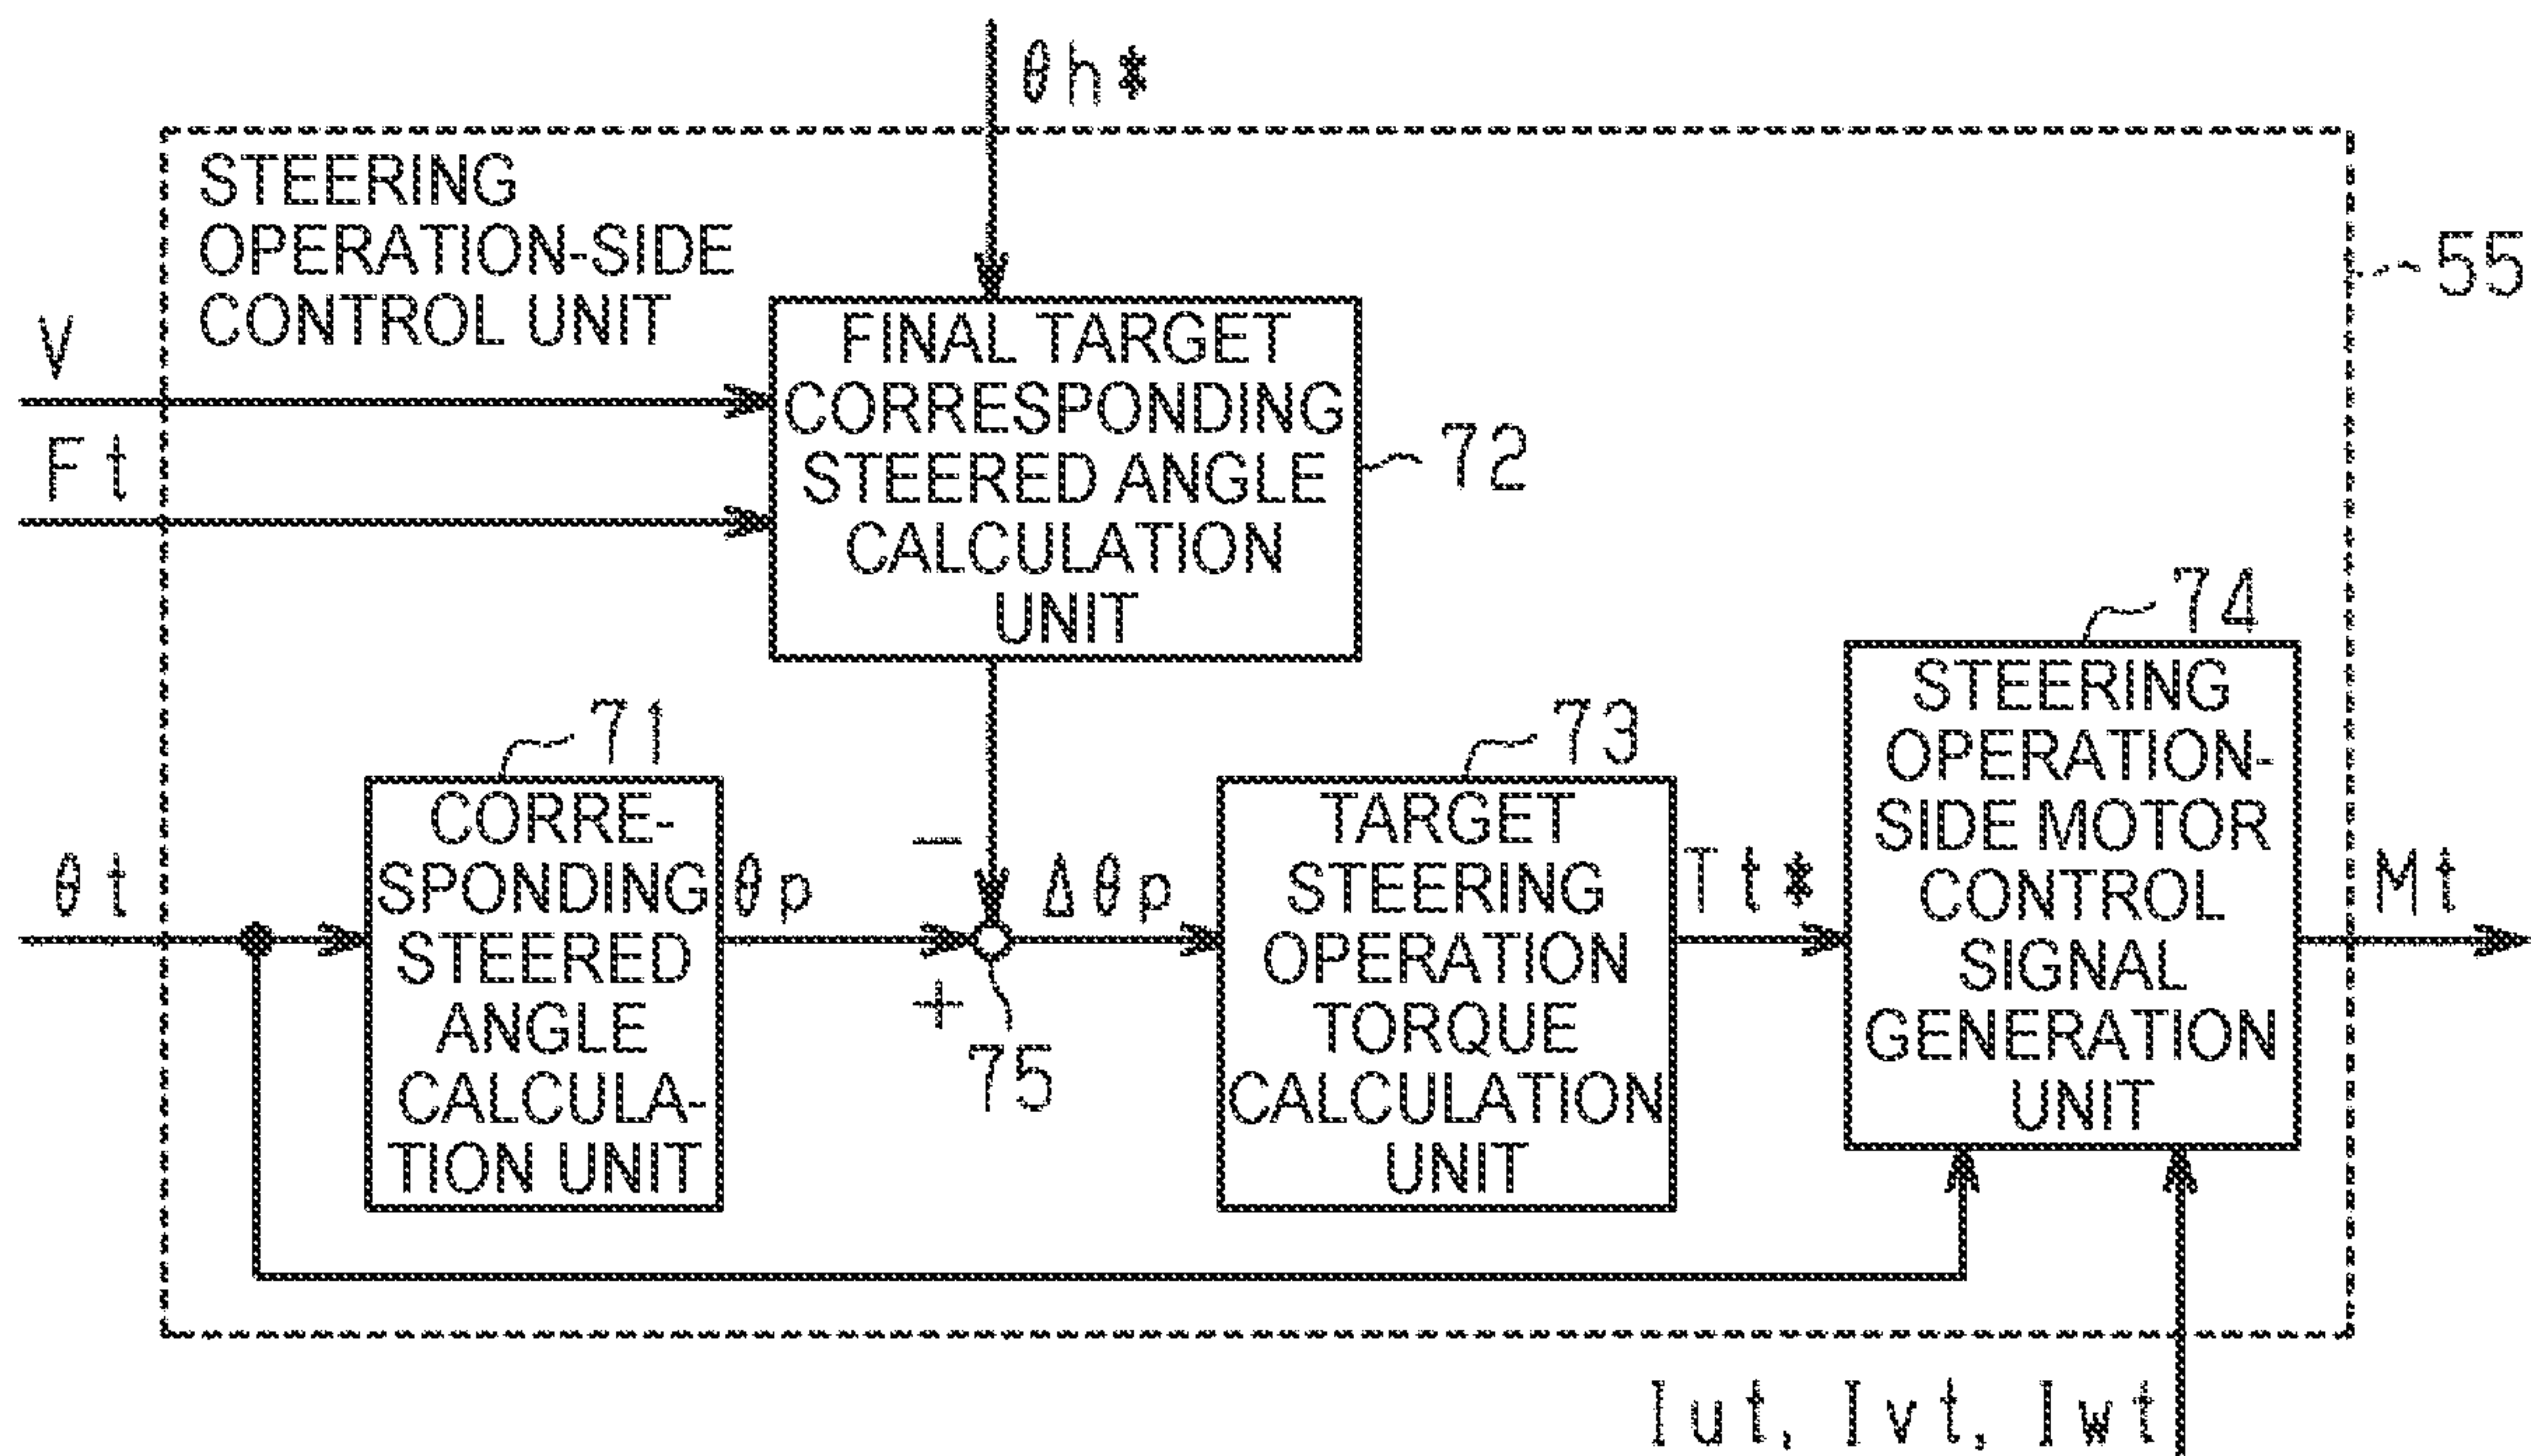 θh*
STEERING
OPERATION-SIDE
CONTROL UNIT
55
V
Ft
FINAL TARGET
CORRESPONDING
STEERED ANGLE
CALCULATION
UNIT
72
74
71
73
θt
CORRE-
SPONDING
STEERED
ANGLE
CALCULA-
TION UNIT
θp
−
+
75
Δθp
TARGET
STEERING
OPERATION
TORQUE
CALCULATION
UNIT
Tt*
STEERING
OPERATION-
SIDE MOTOR
CONTROL
SIGNAL
GENERATION
UNIT
Mt
Iut, Ivt, Iwt